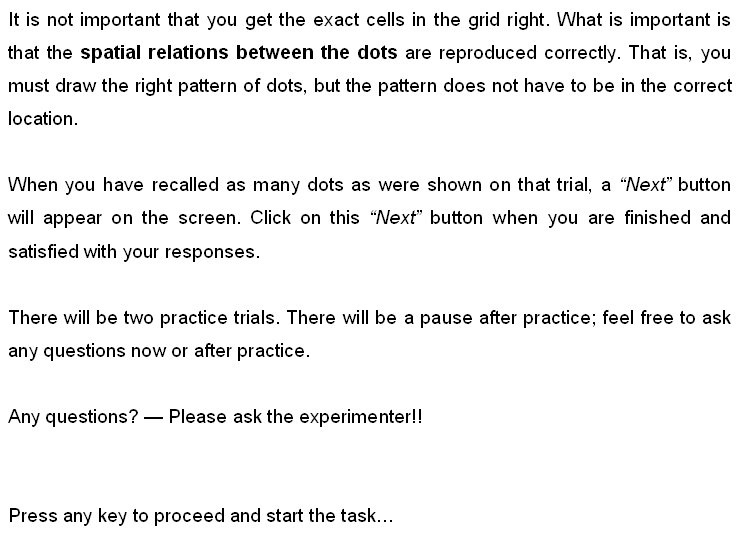 It is not important that you get the exact cells in the grid right. What is important is
that the spatial relations between the dots are reproduced correctly. That is, you
must draw the right pattern of dots, but the pattern does not have to be in the correct
location.
When you have recalled as many dots as were shown on that trial, a “Next” button
will appear on the screen. Click on this “Next” button when you are finished and
satisfied with your responses.
There will be two practice trials. There will be a pause after practice; feel free to ask
any questions now or after practice.
Any questions? — Please ask the experimenter!!
Press any key to proceed and start the task…